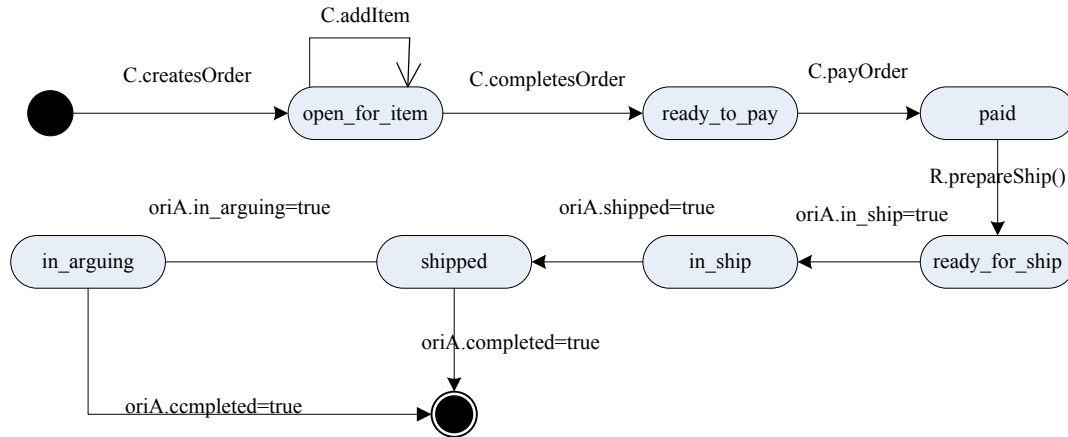 C.addItem
C.createsOrder
C.completesOrder
C.payOrder
open_for_item
ready_to_pay
paid
R.prepareShip()
oriA.in_arguing=true
oriA.shipped=true
oriA.in_ship=true
in_arguing
shipped
in_ship
ready_for_ship
oriA.completed=true
oriA.ccmpleted=true